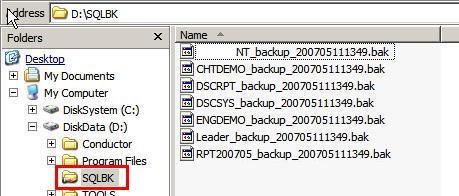 Address D:\SQLBK
Folders
Desktop
My Documents
My Computer
DiskSystem (C:)
DiskData (D:)
Conductor
Program Files
SQLBK
TOOLS
Name
NT_backup_200705111349.bak
CHTDEMO_backup_200705111349.bak
DSCRPT_backup_200705111349.bak
DSCSYS_backup_200705111349.bak
ENGDEMO_backup_200705111349.bak
Leader_backup_200705111349.bak
RPT200705_backup_200705111349.bak